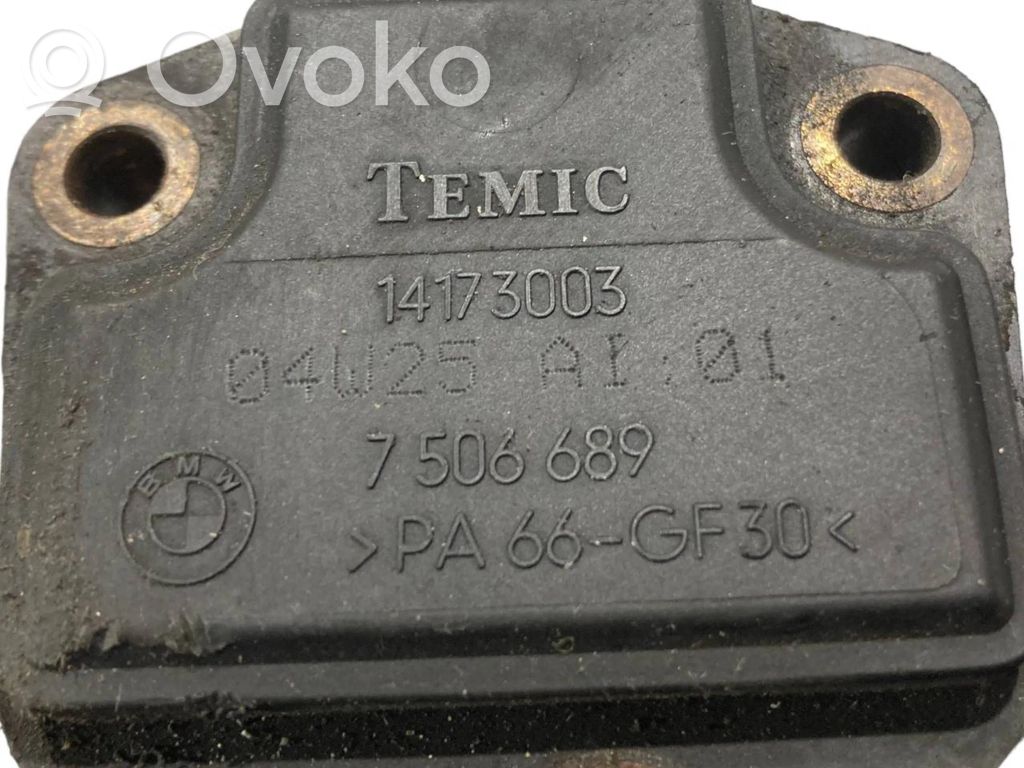 Ovoko
TEMIC
14173003
04W25 AI:01
7 506 689
BMW
>PA 66-GF30<